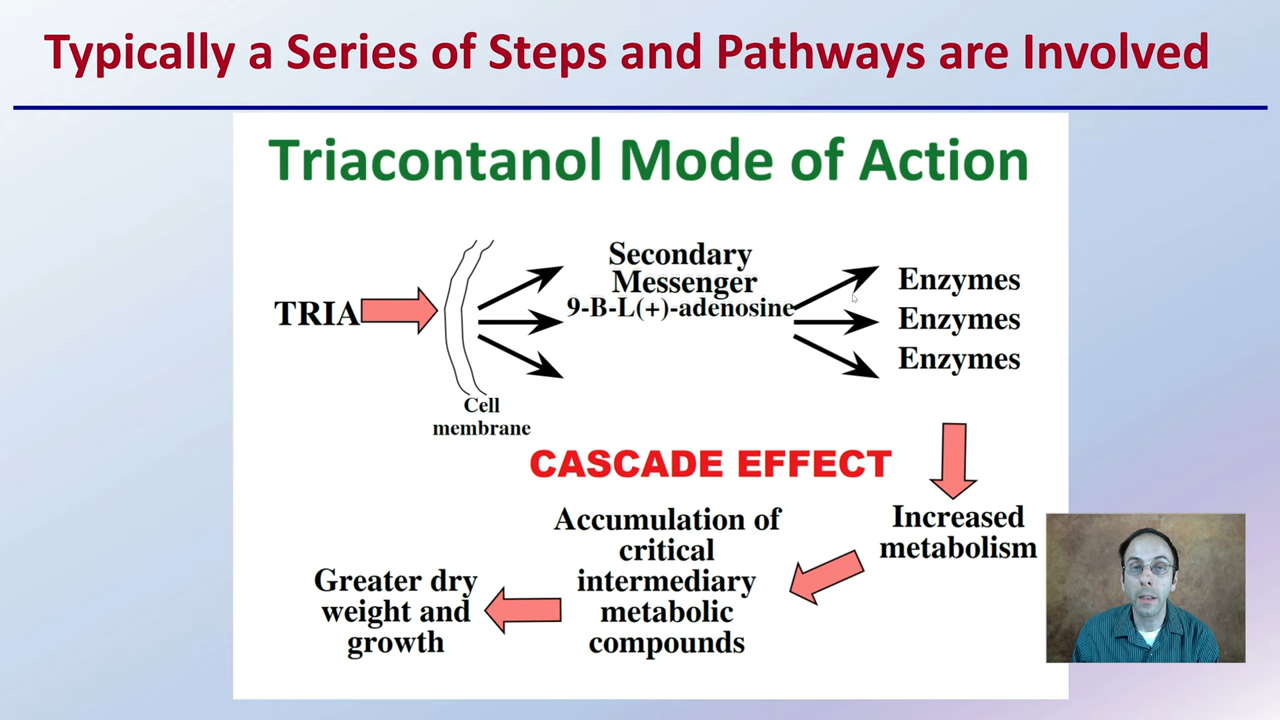 Typically a Series of Steps and Pathways are Involved
Triacontanol Mode of Action
TRIA
Cell
membrane
Secondary
Messenger
9-B-L(+)-adenosine
Enzymes
Enzymes
Enzymes
CASCADE EFFECT
Increased
metabolism
Accumulation of
critical
intermediary
metabolic
compounds
Greater dry
weight and
growth